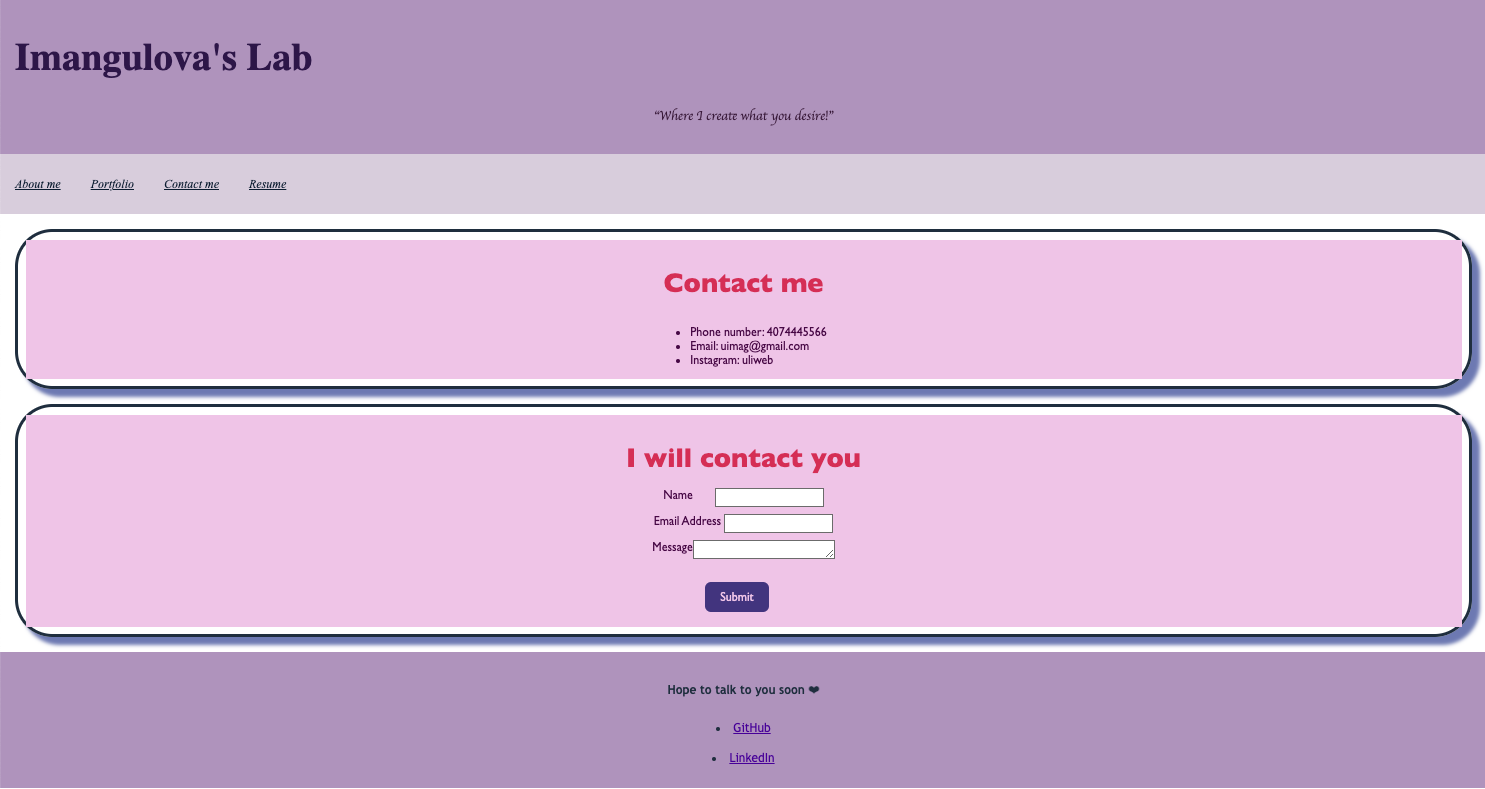 Imangulova's Lab
“Where I create what you desire!”
About me Portfolio Contact me Resume
Contact me
• Phone number: 4074445566
• Email: uimag@gmail.com
• Instagram: uliweb
I will contact you
Name
Email Address
Message
Submit
Hope to talk to you soon ❤
• GitHub
• LinkedIn